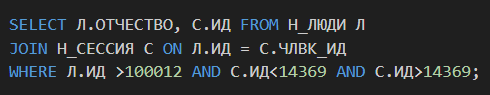 SELECT Л.ОТЧЕСТВО, С.ИД FROM Н_ЛЮДИ Л
JOIN Н_СЕССИЯ С ON Л.ИД = С.ЧЛВК_ИД
WHERE Л.ИД >100012 AND С.ИД<14369 AND С.ИД>14369;